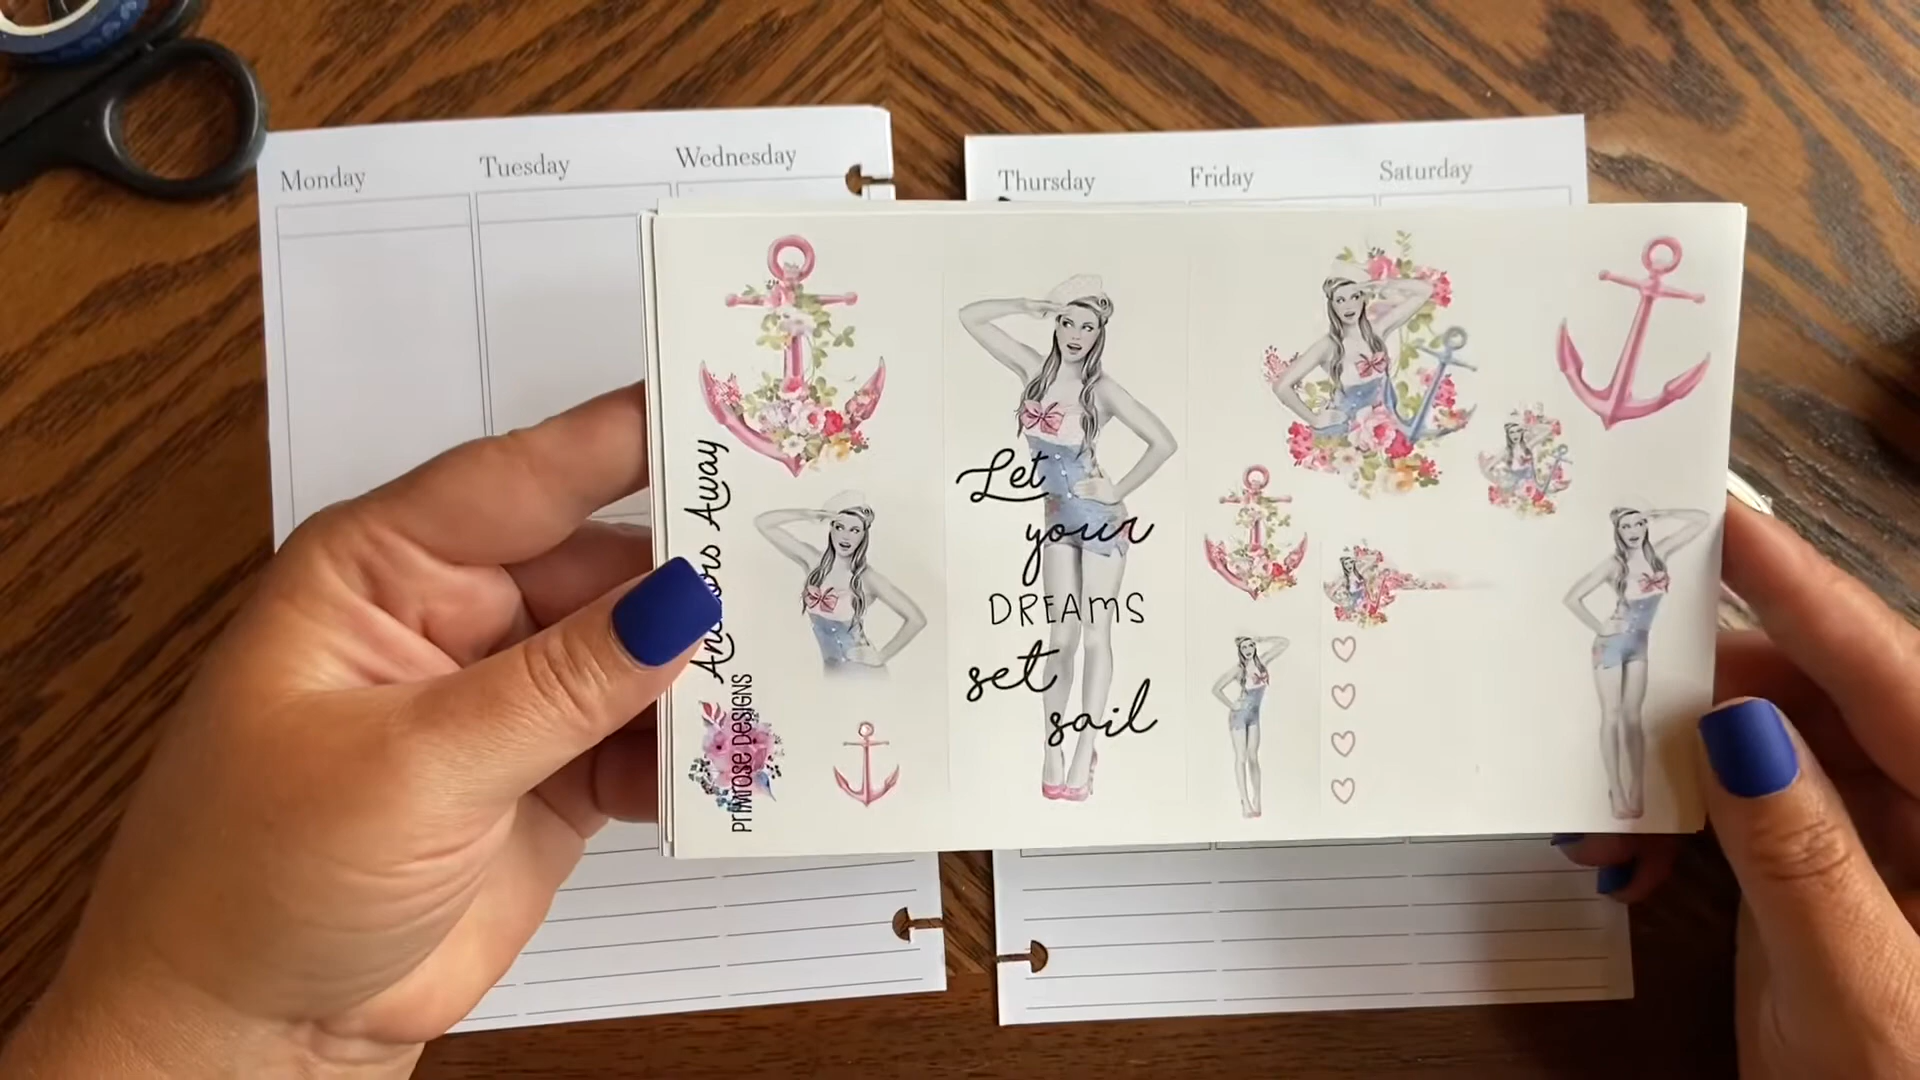 Monday
Tuesday
Wednesday
Thursday
Friday
Saturday
Away
PRIMROSE DESIGNS
Let
your
DREAMS
set
sail